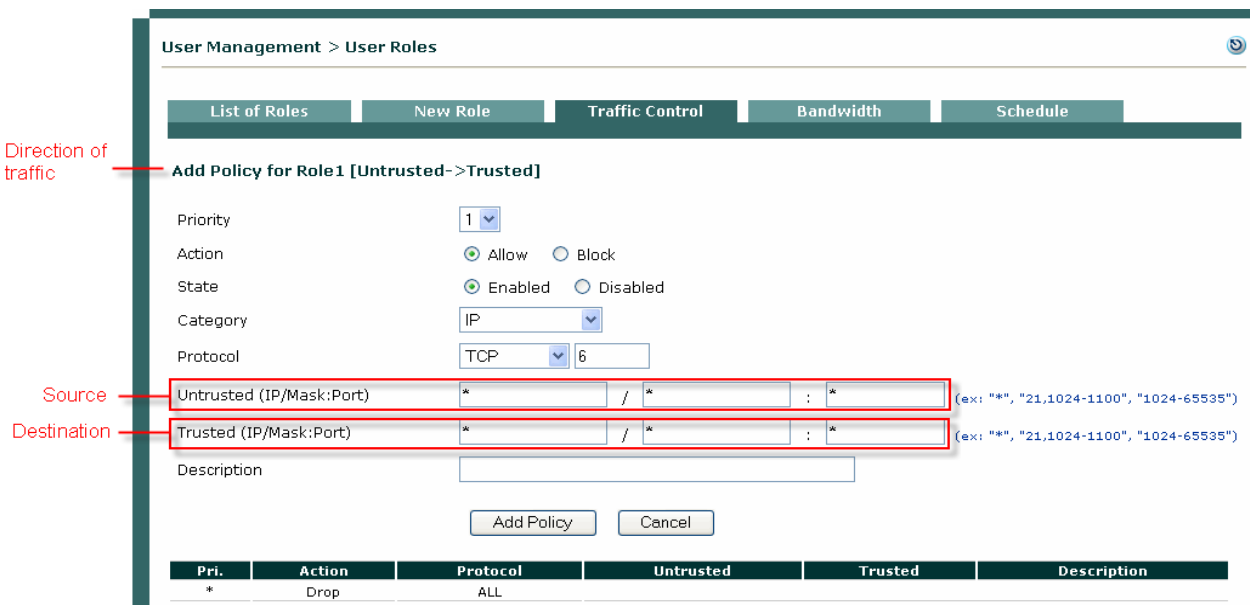 User Management > User Roles
List of Roles New Role Traffic Control Bandwidth Schedule
Direction of
traffic
Add Policy for Role1 [Untrusted->Trusted]
Priority 1
Action Allow Block
State Enabled Disabled
Category IP
Protocol TCP 6
Source Untrusted (IP/Mask:Port) * / * : * (ex: "*", "21,1024-1100", "1024-65535")
Destination Trusted (IP/Mask:Port) * / * : * (ex: "*", "21,1024-1100", "1024-65535")
Description
Add Policy Cancel
Pri. Action Protocol Untrusted Trusted Description
* Drop ALL